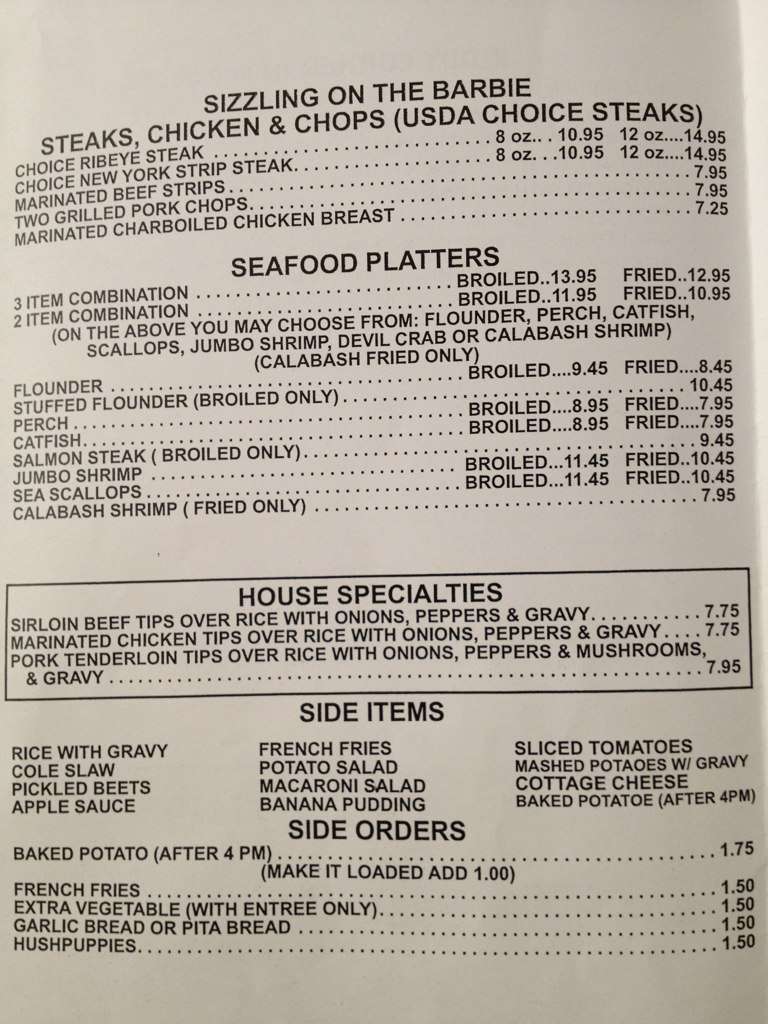 SIZZLING ON THE BARBIE
STEAKS, CHICKEN & CHOPS (USDA CHOICE STEAKS)
CHOICE RIBEYE STEAK . . . . . . . . . . . . . . . . . . . . . . . . . . . . 8 oz.. . 10.95 12 oz....14.95
CHOICE NEW YORK STRIP STEAK. . . . . . . . . . . . . . . . . . . . 8 oz. . .10.95 12 oz....14.95
MARINATED BEEF STRIPS. . . . . . . . . . . . . . . . . . . . . . . . . . . . . . . . . . . . . . . . . . . . . . 7.95
TWO GRILLED PORK CHOPS. . . . . . . . . . . . . . . . . . . . . . . . . . . . . . . . . . . . . . . . . . . . 7.95
MARINATED CHARBOILED CHICKEN BREAST . . . . . . . . . . . . . . . . . . . . . . . . . . . . . 7.25
SEAFOOD PLATTERS
3 ITEM COMBINATION . . . . . . . . . . . . . . . . . . . . . . . . . . BROILED..13.95 FRIED..12.95
2 ITEM COMBINATION . . . . . . . . . . . . . . . . . . . . . . . . BROILED..11.95 FRIED..10.95
(ON THE ABOVE YOU MAY CHOOSE FROM: FLOUNDER, PERCH, CATFISH,
SCALLOPS, JUMBO SHRIMP, DEVIL CRAB OR CALABASH SHRIMP)
(CALABASH FRIED ONLY)
FLOUNDER . . . . . . . . . . . . . . . . . . . . . . . . . . . . . . . . . . . BROILED....9.45 FRIED....8.45
STUFFED FLOUNDER (BROILED ONLY). . . . . . . . . . . . . . . . . . . . . . . . . . . . . . . . . . 10.45
PERCH . . . . . . . . . . . . . . . . . . . . . . . . . . . . . . . . . . . . . . . BROILED....8.95 FRIED....7.95
CATFISH. . . . . . . . . . . . . . . . . . . . . . . . . . . . . . . . . . . . . . BROILED....8.95 FRIED....7.95
SALMON STEAK ( BROILED ONLY). . . . . . . . . . . . . . . . . . . . . . . . . . . . . . . . . . . . . . . 9.45
JUMBO SHRIMP . . . . . . . . . . . . . . . . . . . . . . . . . . . . . . . BROILED...11.45 FRIED..10.45
SEA SCALLOPS . . . . . . . . . . . . . . . . . . . . . . . . . . . . . . . BROILED...11.45 FRIED..10.45
CALABASH SHRIMP ( FRIED ONLY) . . . . . . . . . . . . . . . . . . . . . . . . . . . . . . . . . . . . . . 7.95
HOUSE SPECIALTIES
SIRLOIN BEEF TIPS OVER RICE WITH ONIONS, PEPPERS & GRAVY. . . . . . . . . . . 7.75
MARINATED CHICKEN TIPS OVER RICE WITH ONIONS, PEPPERS & GRAVY . . . . 7.75
PORK TENDERLOIN TIPS OVER RICE WITH ONIONS, PEPPERS & MUSHROOMS,
& GRAVY . . . . . . . . . . . . . . . . . . . . . . . . . . . . . . . . . . . . . . . . . . . . . . . . . . . . . . . . . . 7.95
SIDE ITEMS
RICE WITH GRAVY FRENCH FRIES SLICED TOMATOES
COLE SLAW POTATO SALAD MASHED POTAOES W/ GRAVY
PICKLED BEETS MACARONI SALAD COTTAGE CHEESE
APPLE SAUCE BANANA PUDDING BAKED POTATOE (AFTER 4PM)
SIDE ORDERS
BAKED POTATO (AFTER 4 PM) . . . . . . . . . . . . . . . . . . . . . . . . . . . . . . . . . . . . . . . . . . . 1.75
(MAKE IT LOADED ADD 1.00)
FRENCH FRIES . . . . . . . . . . . . . . . . . . . . . . . . . . . . . . . . . . . . . . . . . . . . . . . . . . . . . . . . 1.50
EXTRA VEGETABLE (WITH ENTREE ONLY). . . . . . . . . . . . . . . . . . . . . . . . . . . . . . . . . 1.50
GARLIC BREAD OR PITA BREAD . . . . . . . . . . . . . . . . . . . . . . . . . . . . . . . . . . . . . . . . . 1.50
HUSHPUPPIES. . . . . . . . . . . . . . . . . . . . . . . . . . . . . . . . . . . . . . . . . . . . . . . . . . . . . . . . . 1.50